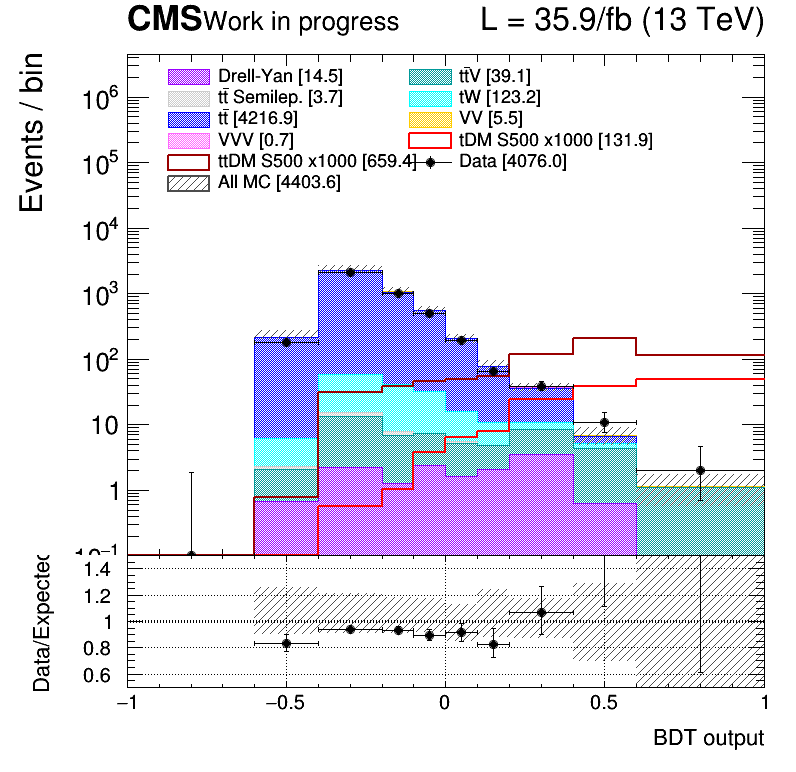 CMS Work in progress L = 35.9/fb (13 TeV)
Events / bin
Drell-Yan [14.5] tt̄V [39.1]
tt̄ Semilep. [3.7] tW [123.2]
tt̄ [4216.9] VV [5.5]
VVV [0.7] tDM S500 x1000 [131.9]
ttDM S500 x1000 [659.4] Data [4076.0]
All MC [4403.6]
10⁶
10⁵
10⁴
10³
10²
10
1
10⁻¹
Data/Expected
1.4
1.2
1
0.8
0.6
−1 −0.5 0 0.5 1
BDT output